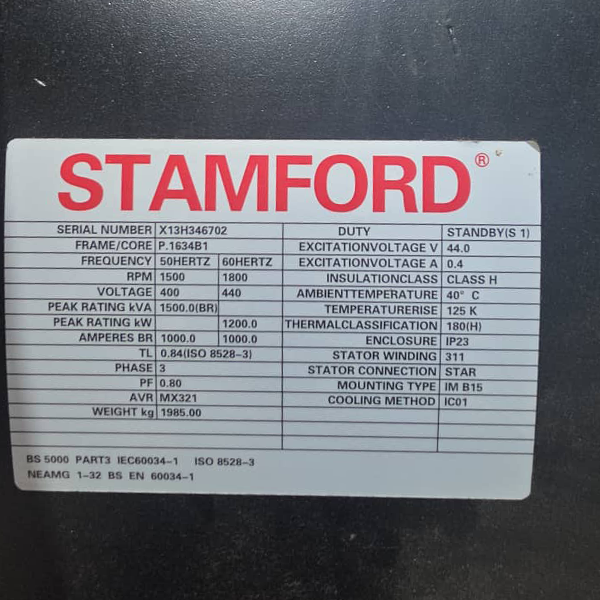 STAMFORD®
SERIAL NUMBER X13H346702 DUTY STANDBY(S 1)
FRAME/CORE P.1634B1 EXCITATIONVOLTAGE V 44.0
FREQUENCY 50HERTZ 60HERTZ EXCITATIONVOLTAGE A 0.4
RPM 1500 1800 INSULATIONCLASS CLASS H
VOLTAGE 400 440 AMBIENTTEMPERATURE 40° C
PEAK RATING kVA 1500.0(BR) TEMPERATURERISE 125 K
PEAK RATING kW 1200.0 THERMALCLASSIFICATION 180(H)
AMPERES BR 1000.0 1000.0 ENCLOSURE IP23
TL 0.84(ISO 8528-3) STATOR WINDING 311
PHASE 3 STATOR CONNECTION STAR
PF 0.80 MOUNTING TYPE IM B15
AVR MX321 COOLING METHOD IC01
WEIGHT kg 1985.00
BS 5000 PART3 IEC60034-1 ISO 8528-3
NEAMG 1-32 BS EN 60034-1